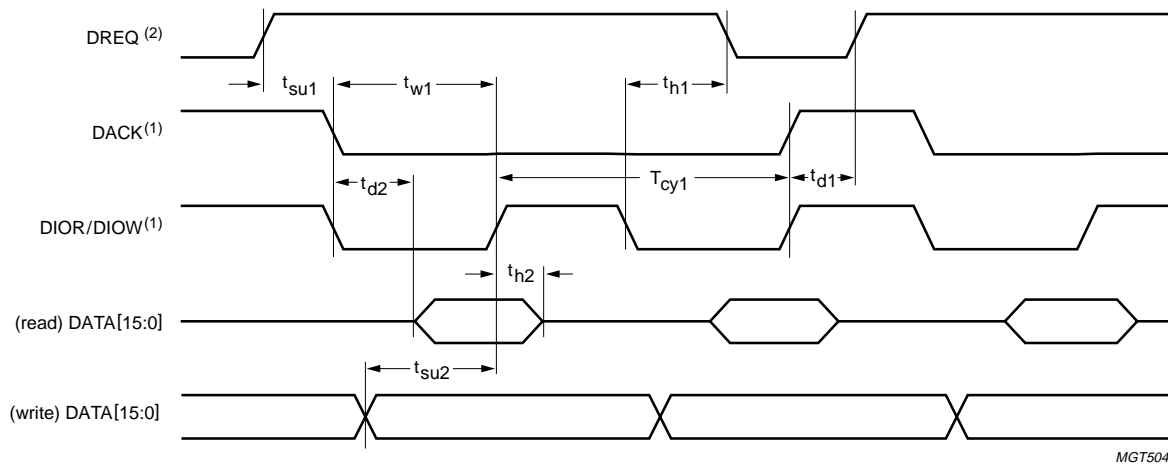 DREQ (2)
tsu1
tw1
th1
DACK(1)
td2
Tcy1
td1
DIOR/DIOW(1)
th2
(read) DATA[15:0]
tsu2
(write) DATA[15:0]
MGT504